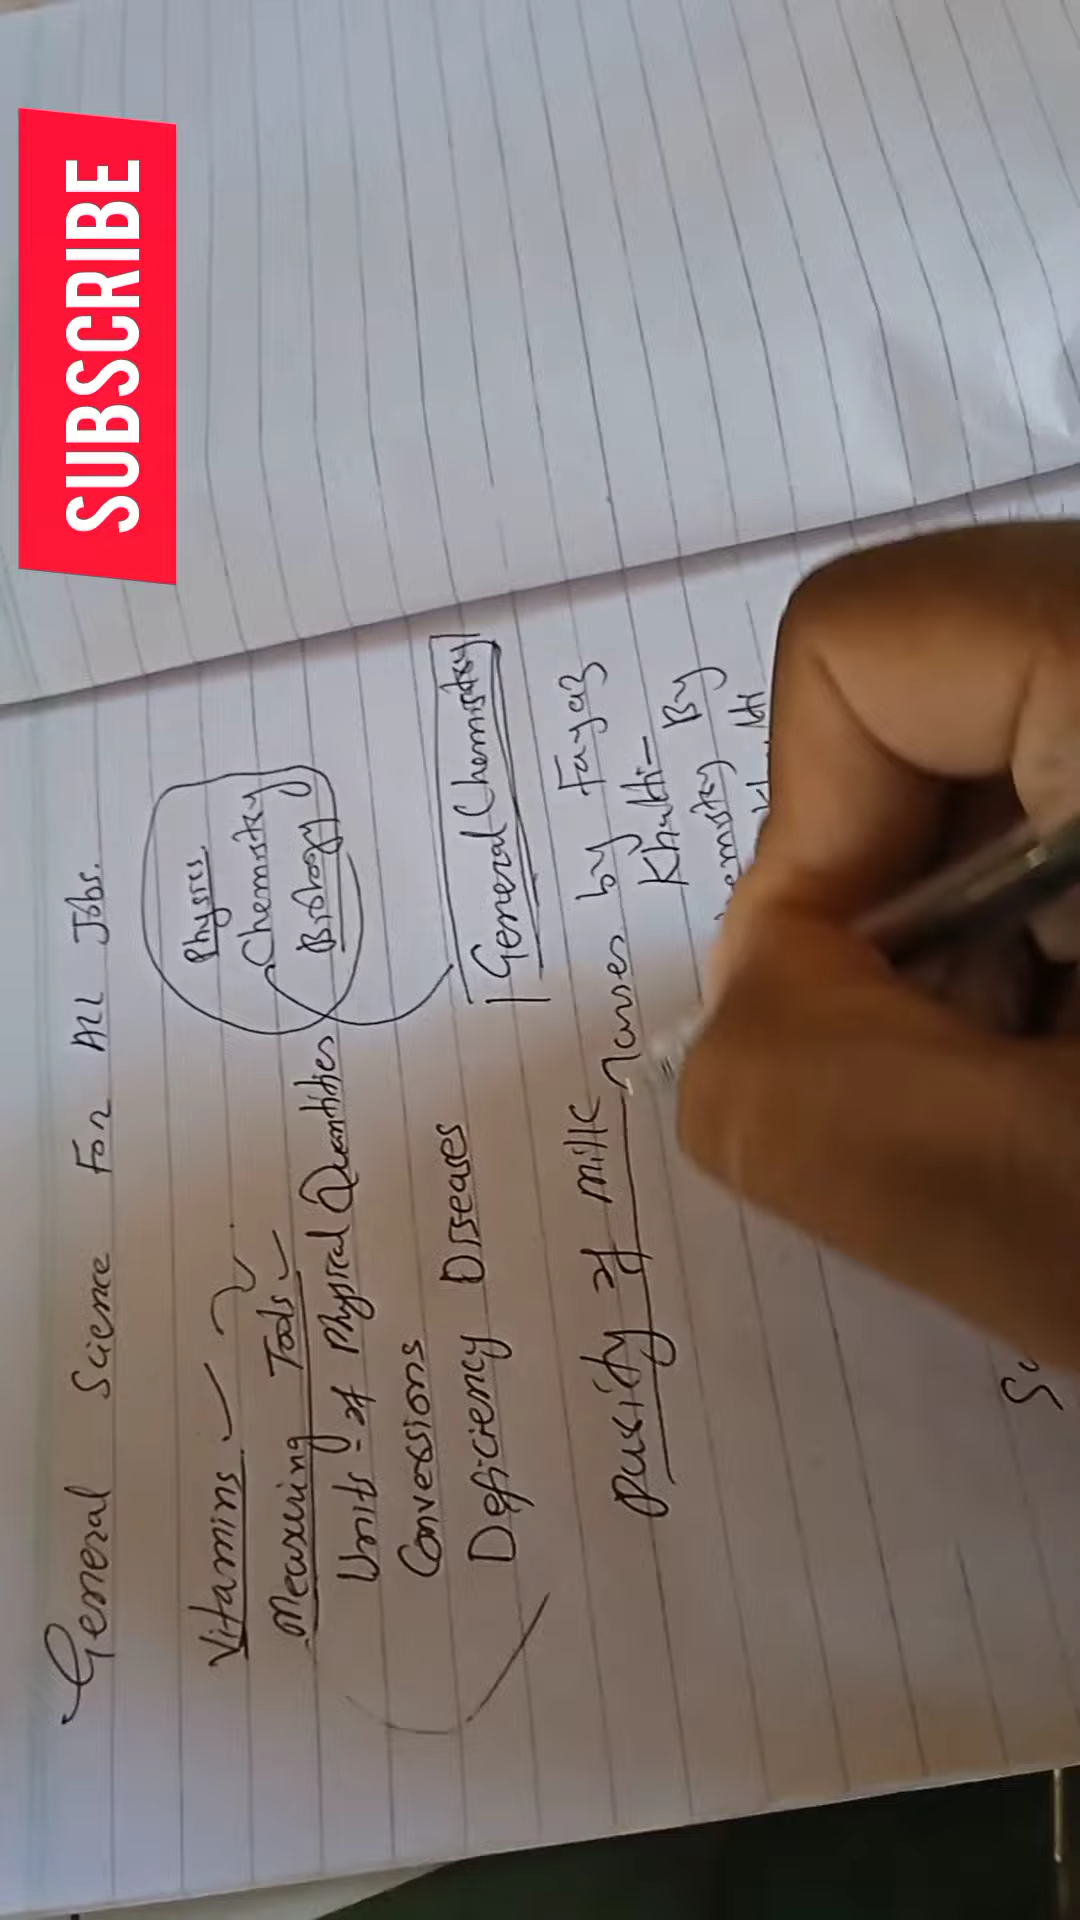 SUBSCRIBE
General Science For All Jobs.
Physics
Chemistry
Biology
Vitamins
Measuring Tools
Units of Physical Quantities
Conversions
Deficiency Diseases
General Chemistry
purity of milk
by Fayaz
Khakti
By